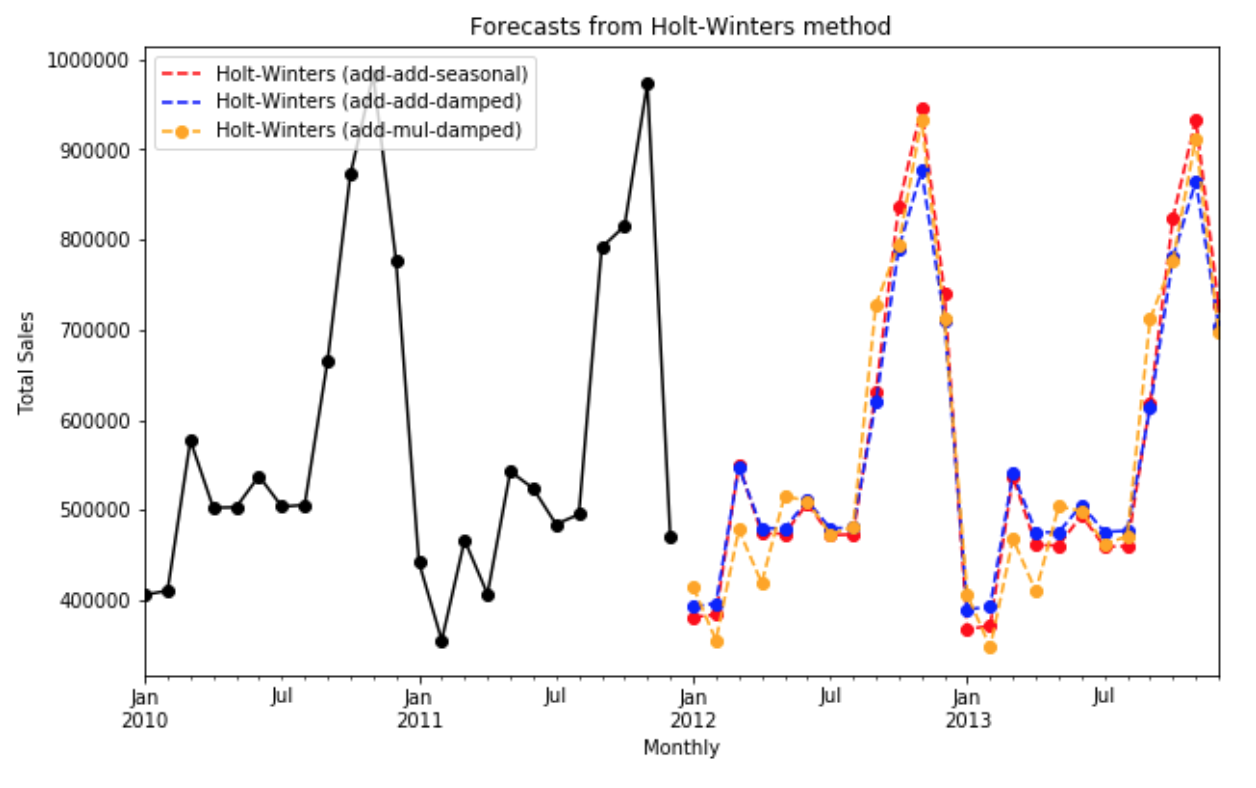 Forecasts from Holt-Winters method
1000000
900000
800000
700000
600000
500000
400000
Total Sales
Holt-Winters (add-add-seasonal)
Holt-Winters (add-add-damped)
Holt-Winters (add-mul-damped)
Jan Jul Jan Jul Jan Jul Jan Jul
2010 2011 2012 2013
Monthly